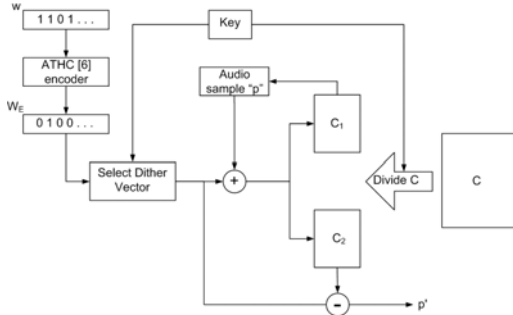 w
1 1 0 1 . . .
Key
ATHC [6]
encoder
Audio
sample "p"
W_E
0 1 0 0 . . .
C_1
Select Dither
Vector
+
Divide C
C
C_2
-
p'